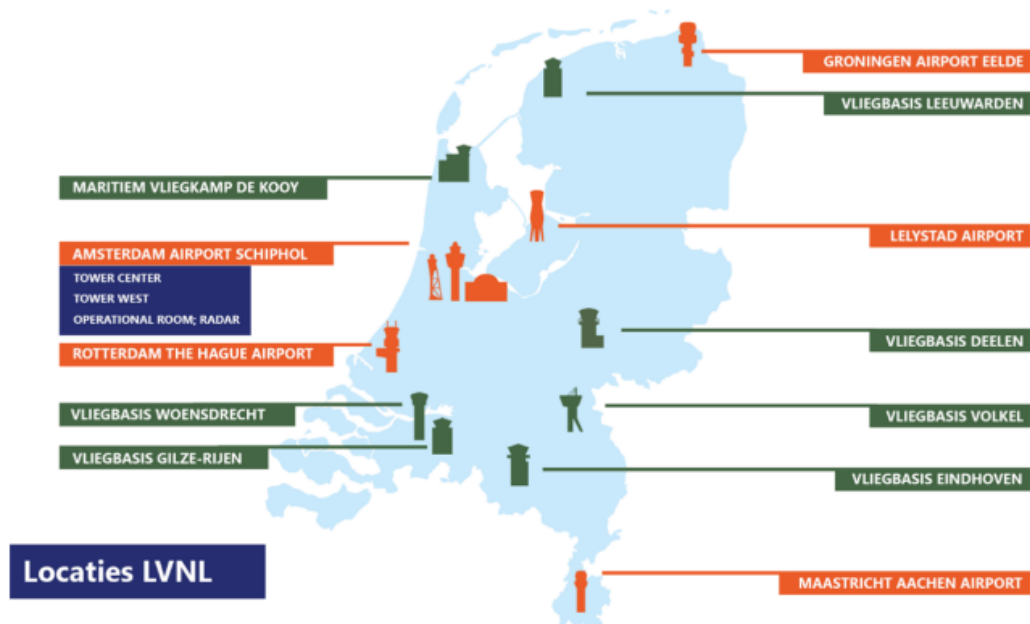 GRONINGEN AIRPORT EELDE
VLIEGBASIS LEEUWARDEN
MARITIEM VLIEGKAMP DE KOOY
LELYSTAD AIRPORT
AMSTERDAM AIRPORT SCHIPHOL
TOWER CENTER
TOWER WEST
OPERATIONAL ROOM; RADAR
VLIEGBASIS DEELEN
ROTTERDAM THE HAGUE AIRPORT
VLIEGBASIS WOENSDRECHT
VLIEGBASIS VOLKEL
VLIEGBASIS GILZE-RIJEN
VLIEGBASIS EINDHOVEN
Locaties LVNL
MAASTRICHT AACHEN AIRPORT